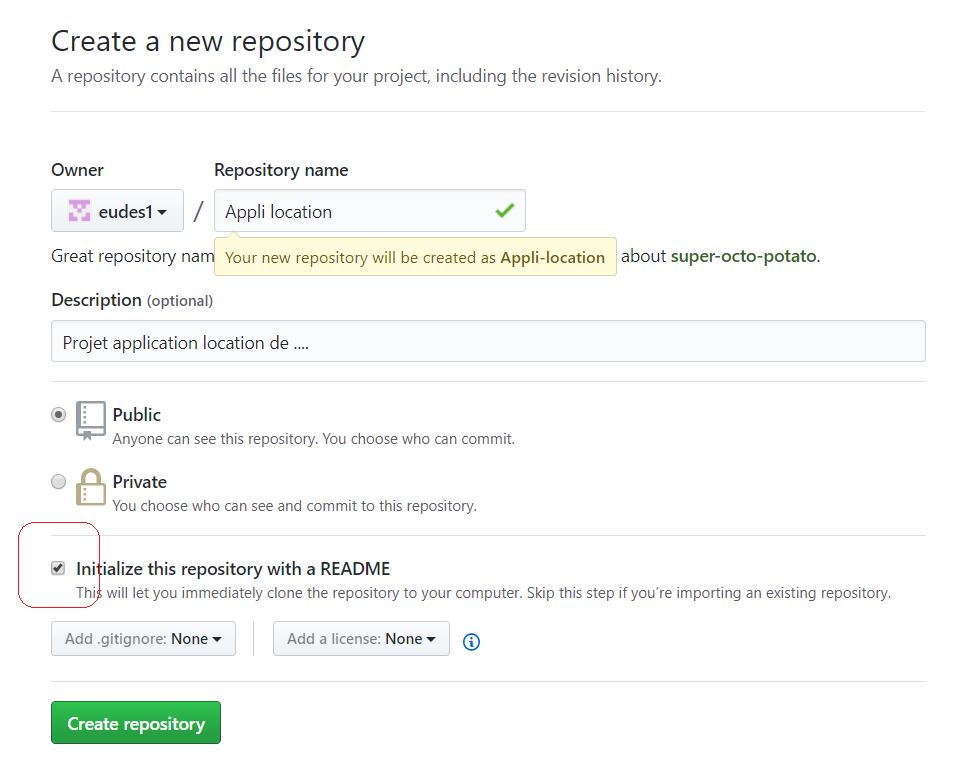 Create a new repository
A repository contains all the files for your project, including the revision history.
Owner Repository name
eudes1 / Appli location
Great repository nam about super-octo-potato.
Your new repository will be created as Appli-location
Description (optional)
Projet application location de ....
Public
Anyone can see this repository. You choose who can commit.
Private
You choose who can see and commit to this repository.
Initialize this repository with a README
This will let you immediately clone the repository to your computer. Skip this step if you’re importing an existing repository.
Add .gitignore: None Add a license: None
Create repository